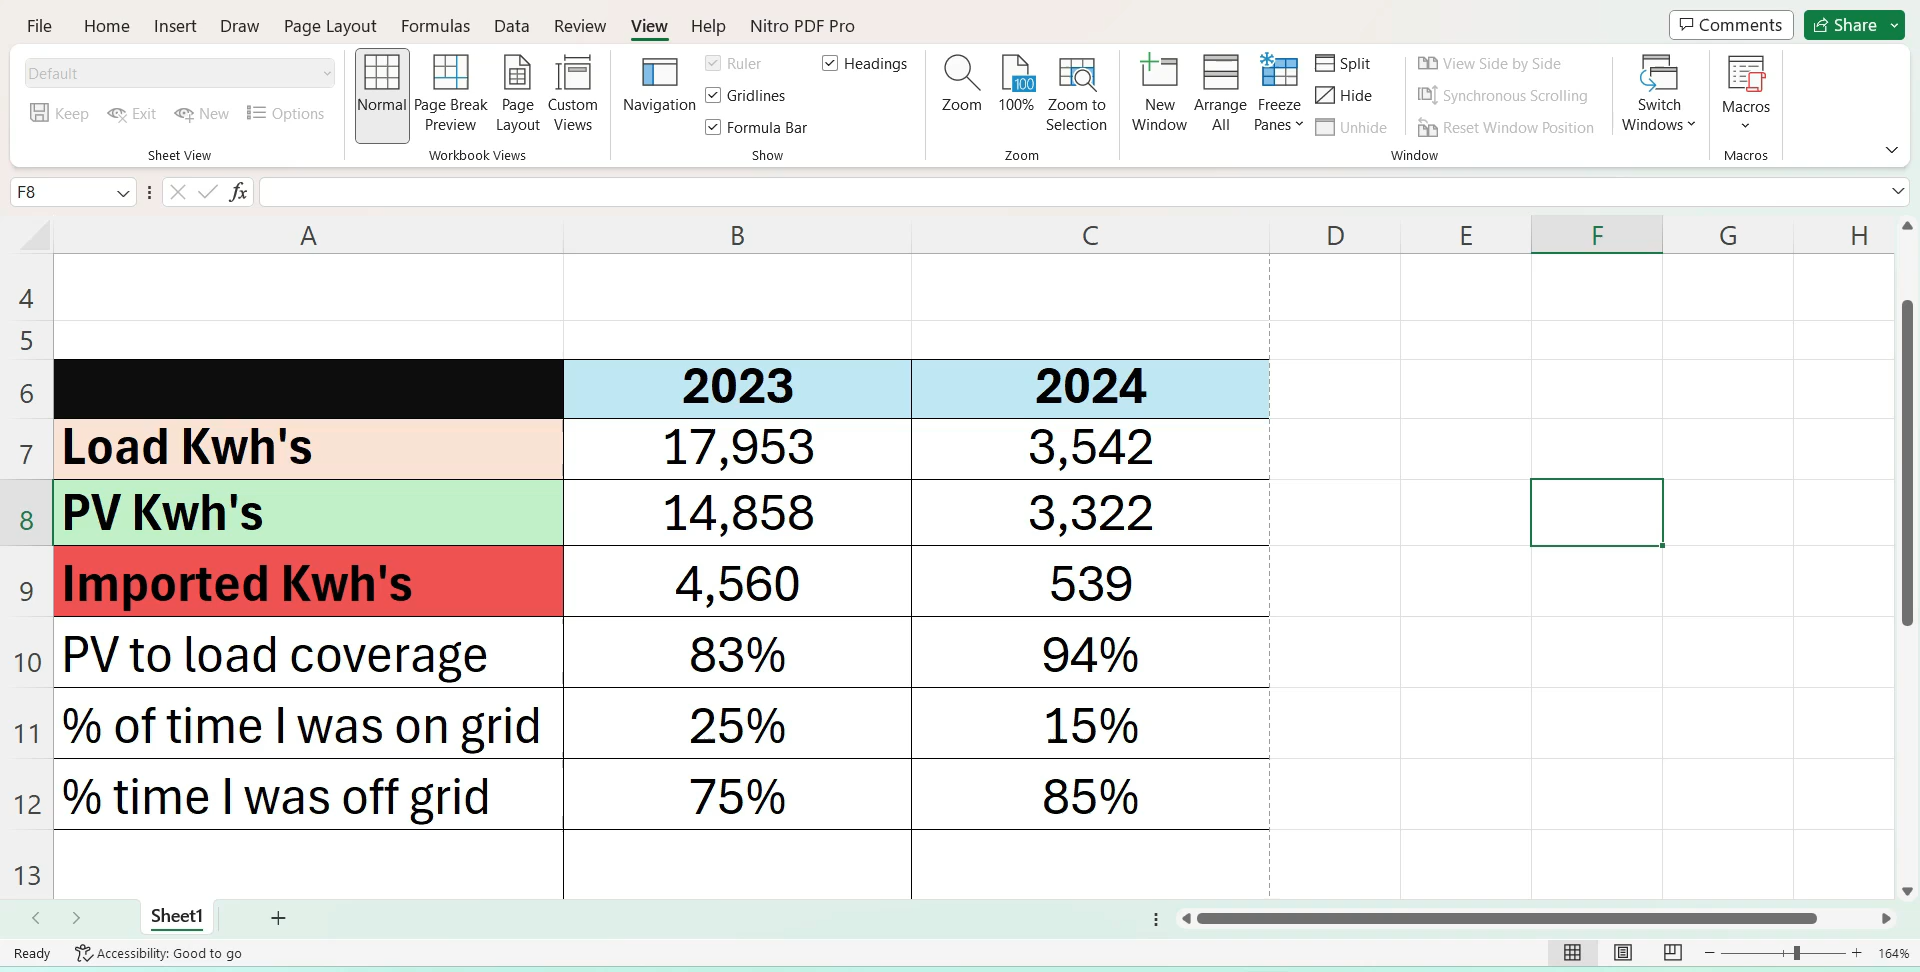 File Home Insert Draw Page Layout Formulas Data Review View Help Nitro PDF Pro Comments Share
Default
Keep Exit New Options
Sheet View
Normal Page Break Preview Page Layout Custom Views
Workbook Views
Navigation Ruler Gridlines Formula Bar Headings
Show
Zoom 100 100% Zoom to Selection
Zoom
New Window Arrange All Freeze Panes Split Hide Unhide View Side by Side Synchronous Scrolling Reset Window Position Switch Windows
Window
Macros
Macros
F8 fx
A B C D E F G H
4
5
6 2023 2024
7 Load Kwh's 17,953 3,542
8 PV Kwh's 14,858 3,322
9 Imported Kwh's 4,560 539
10 PV to load coverage 83% 94%
11 % of time I was on grid 25% 15%
12 % time I was off grid 75% 85%
13
Sheet1
Ready Accessibility: Good to go 164%